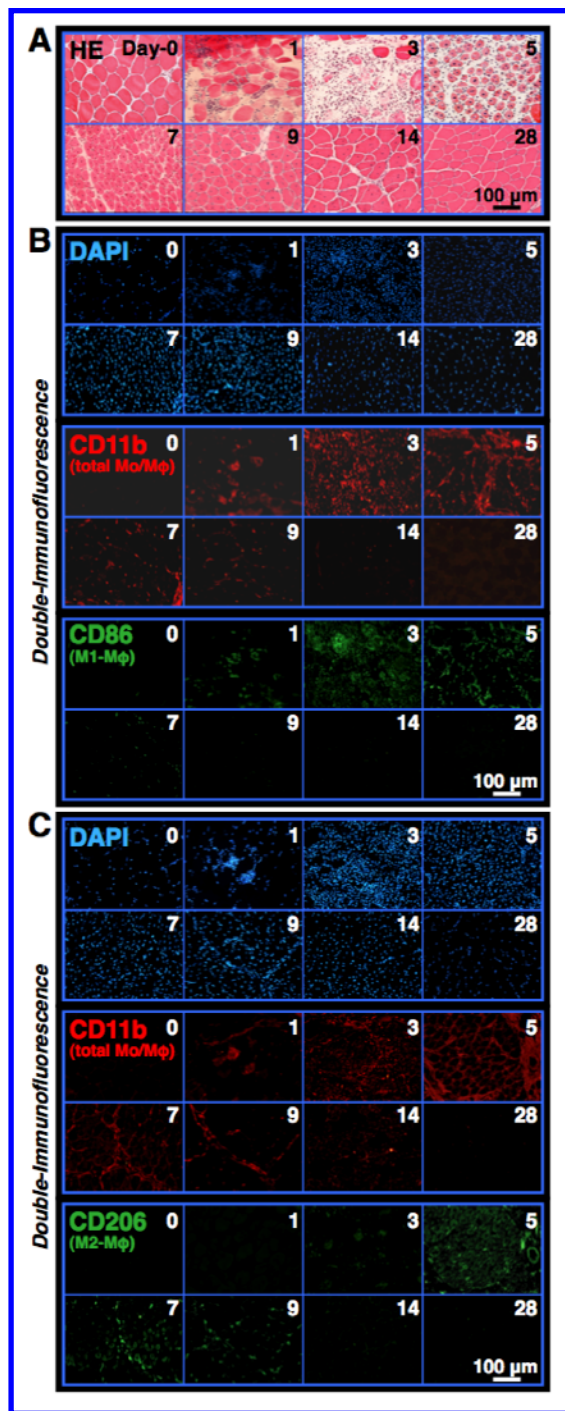 A
HE Day-0 1 3 5
7 9 14 28
100 µm
B
DAPI 0 1 3 5
7 9 14 28
CD11b 0 1 3 5
(total Mo/Mϕ)
7 9 14 28
CD86 0 1 3 5
(M1-Mϕ)
7 9 14 28
100 µm
Double-Immunofluorescence
C
DAPI 0 1 3 5
7 9 14 28
CD11b 0 1 3 5
(total Mo/Mϕ)
7 9 14 28
CD206 0 1 3 5
(M2-Mϕ)
7 9 14 28
100 µm
Double-Immunofluorescence